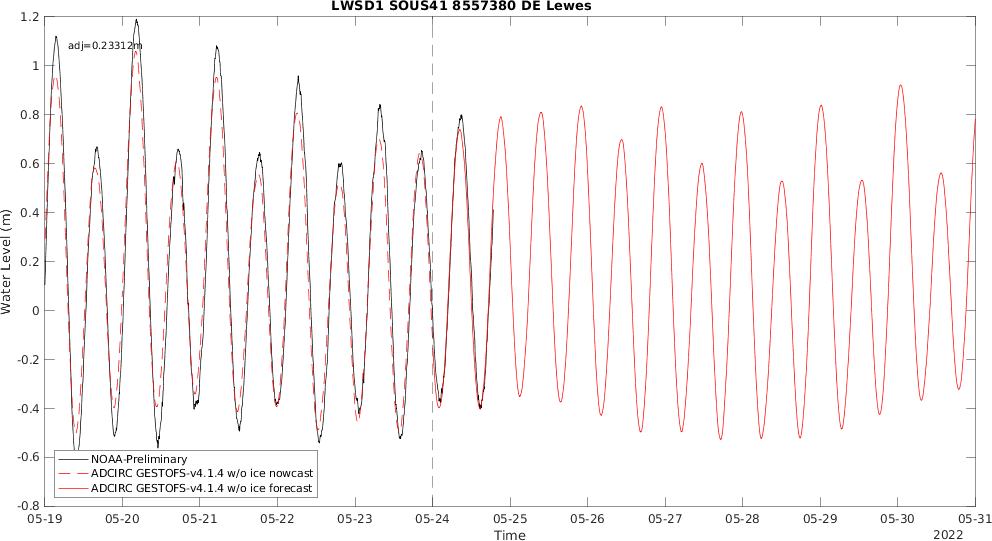 LWSD1 SOUS41 8557380 DE Lewes
adj=0.23312m
1.2
1
0.8
0.6
0.4
0.2
0
-0.2
-0.4
-0.6
-0.8
Water Level (m)
NOAA-Preliminary
ADCIRC GESTOFS-v4.1.4 w/o ice nowcast
ADCIRC GESTOFS-v4.1.4 w/o ice forecast
05-19 05-20 05-21 05-22 05-23 05-24 05-25 05-26 05-27 05-28 05-29 05-30 05-31
Time
2022